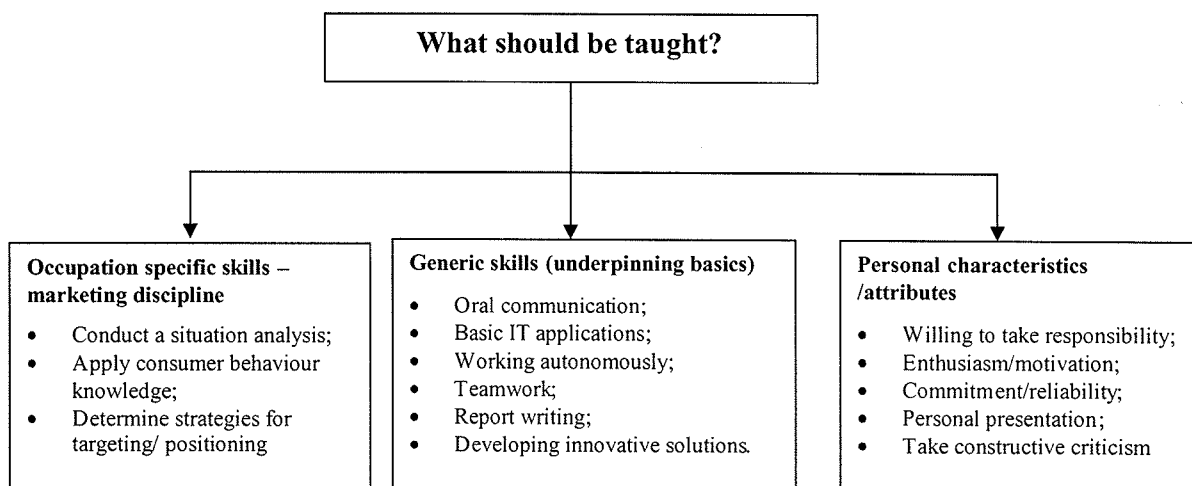 What should be taught?
Occupation specific skills –
marketing discipline
• Conduct a situation analysis;
• Apply consumer behaviour
knowledge;
• Determine strategies for
targeting/ positioning
Generic skills (underpinning basics)
• Oral communication;
• Basic IT applications;
• Working autonomously;
• Teamwork;
• Report writing;
• Developing innovative solutions.
Personal characteristics
/attributes
• Willing to take responsibility;
• Enthusiasm/motivation;
• Commitment/reliability;
• Personal presentation;
• Take constructive criticism